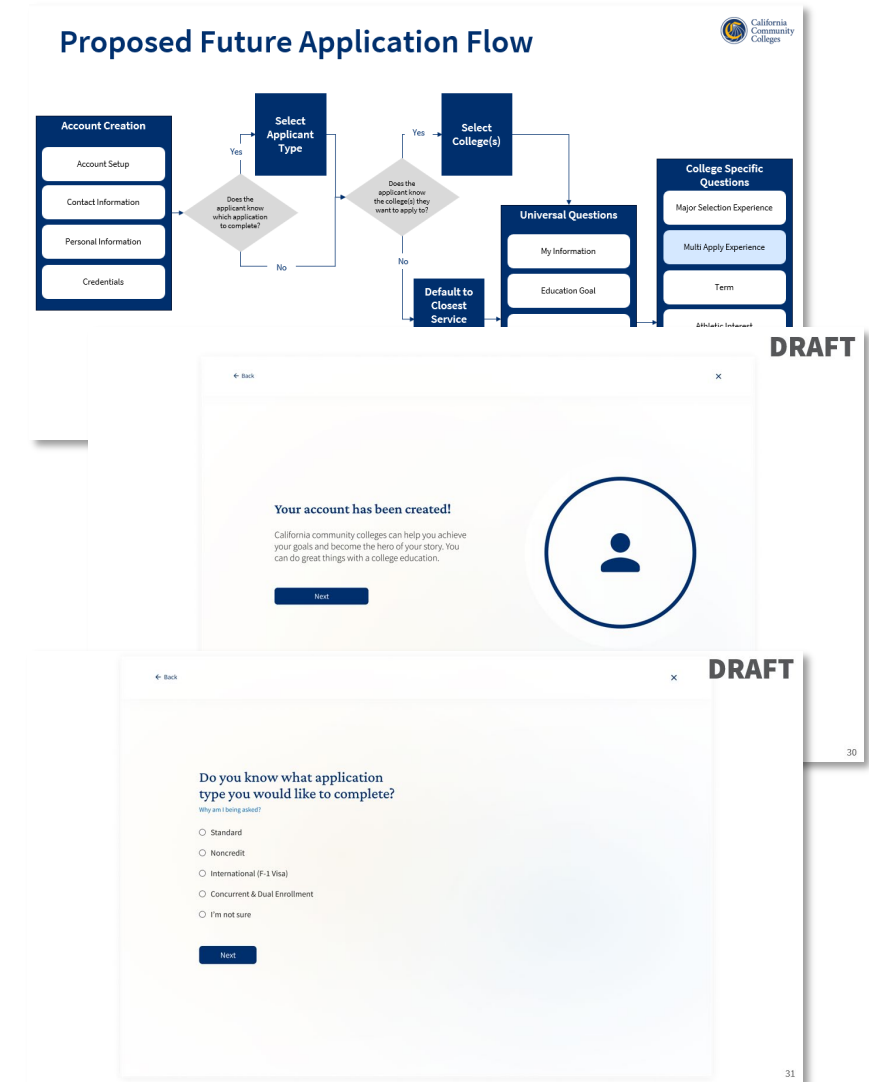 Proposed Future Application Flow
California
Community
Colleges
Account Creation
Account Setup
Contact Information
Personal Information
Credentials
Does the
applicant know
which application
to complete?
Yes
No
Select
Applicant
Type
Does the
applicant know
the college(s) they
want to apply to?
Yes
No
Select
College(s)
Default to
Closest
Service
Universal Questions
My Information
Education Goal
College Specific
Questions
Major Selection Experience
Multi Apply Experience
Term
Athletic Interest
DRAFT
← Back
×
Your account has been created!
California community colleges can help you achieve
your goals and become the hero of your story. You
can do great things with a college education.
Next
30
DRAFT
← Back
×
Do you know what application
type you would like to complete?
Why am I being asked?
Standard
Noncredit
International (F-1 Visa)
Concurrent & Dual Enrollment
I'm not sure
Next
31